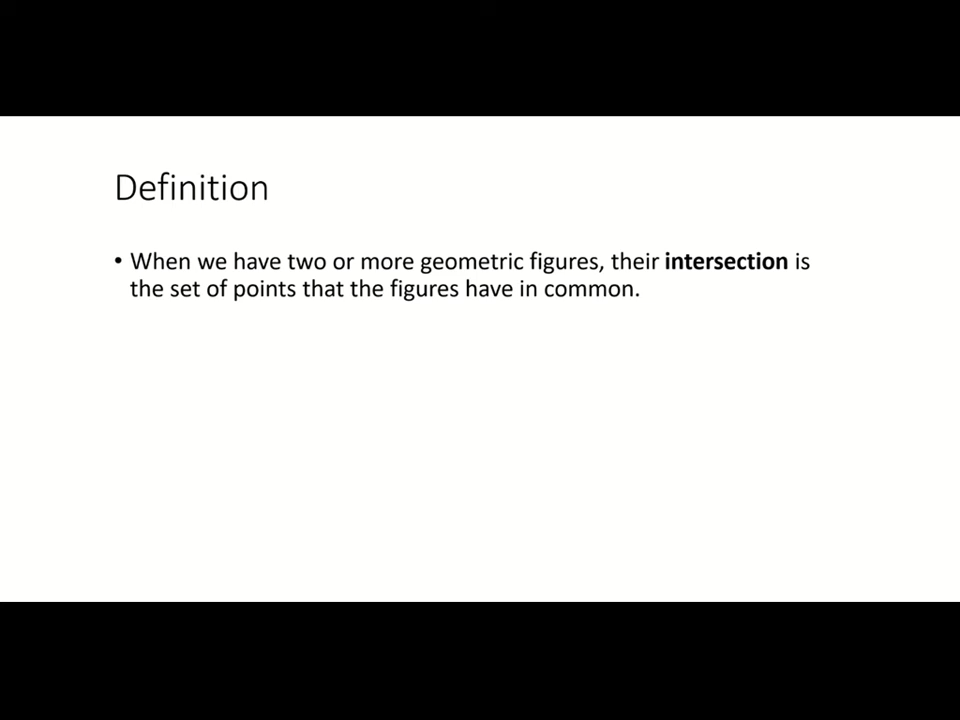 Definition
• When we have two or more geometric figures, their intersection is
the set of points that the figures have in common.